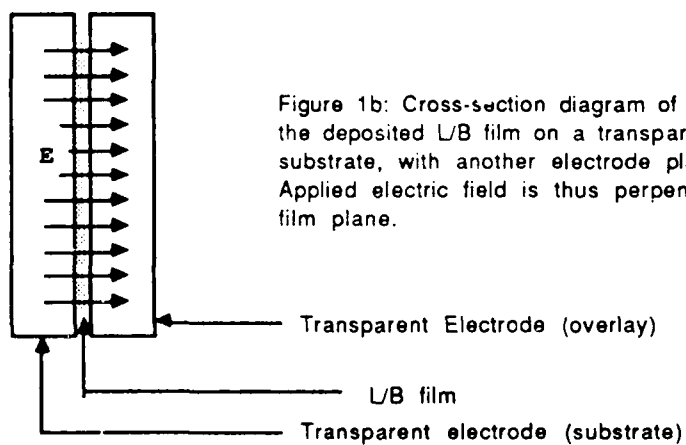 Figure 1b: Cross-section diagram of
the deposited L/B film on a transpar
substrate, with another electrode pl
Applied electric field is thus perpen
film plane.
E
Transparent Electrode (overlay)
L/B film
Transparent electrode (substrate)